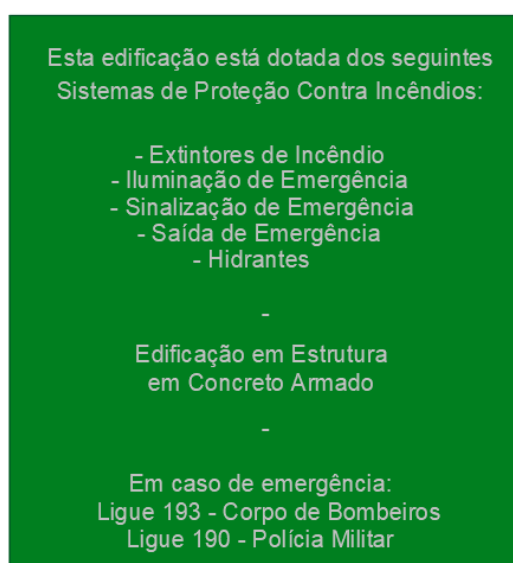 Esta edificação está dotada dos seguintes
Sistemas de Proteção Contra Incêndios:
- Extintores de Incêndio
- Iluminação de Emergência
- Sinalização de Emergência
- Saída de Emergência
- Hidrantes
-
Edificação em Estrutura
em Concreto Armado
-
Em caso de emergência:
Ligue 193 - Corpo de Bombeiros
Ligue 190 - Polícia Militar